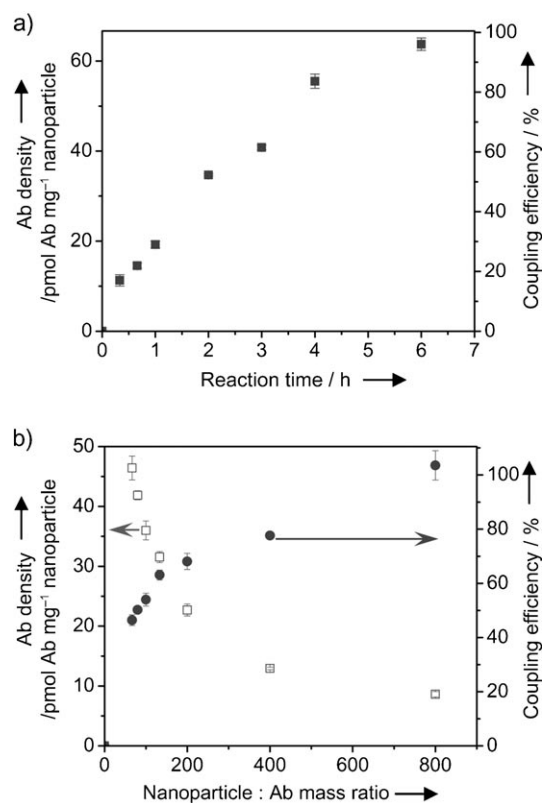 a)
Ab density
/pmol Ab mg⁻¹ nanoparticle
60
40
20
0
100
80
60
40
20
0
Coupling efficiency / %
0 1 2 3 4 5 6 7
Reaction time / h
b)
Ab density
/pmol Ab mg⁻¹ nanoparticle
50
40
30
20
10
0
100
80
60
40
20
0
Coupling efficiency / %
0 200 400 600 800
Nanoparticle : Ab mass ratio